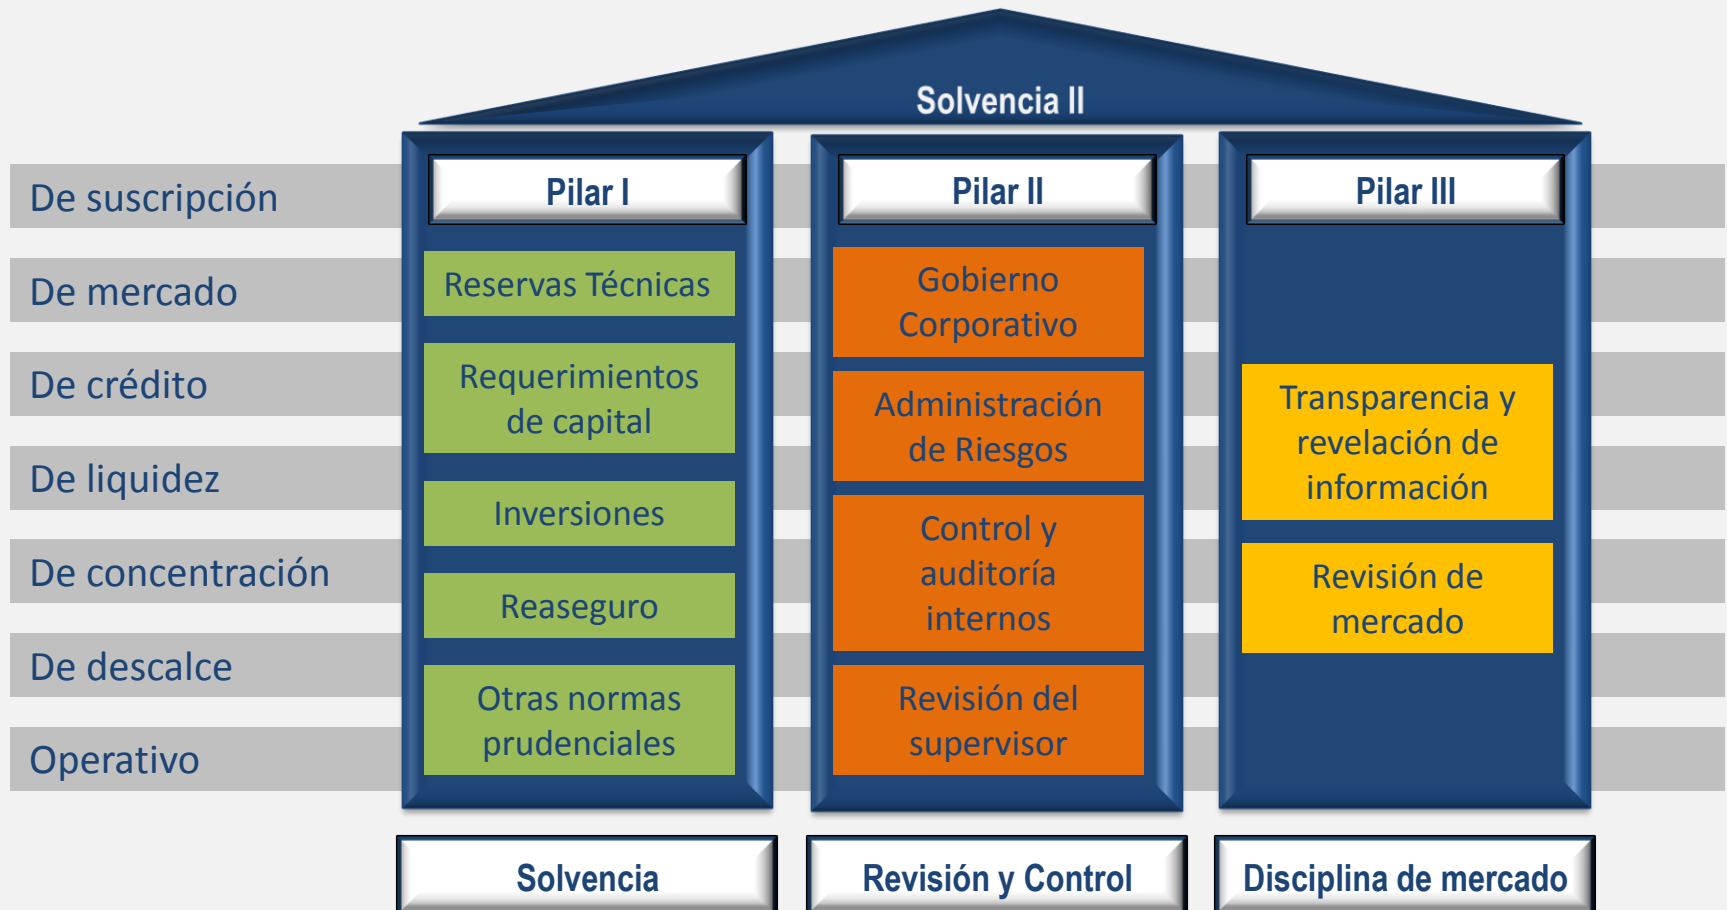 Solvencia II
De suscripción
De mercado
De crédito
De liquidez
De concentración
De descalce
Operativo
Pilar I
Reservas Técnicas
Requerimientos
de capital
Inversiones
Reaseguro
Otras normas
prudenciales
Solvencia
Pilar II
Gobierno
Corporativo
Administración
de Riesgos
Control y
auditoría
internos
Revisión del
supervisor
Revisión y Control
Pilar III
Transparencia y
revelación de
información
Revisión de
mercado
Disciplina de mercado